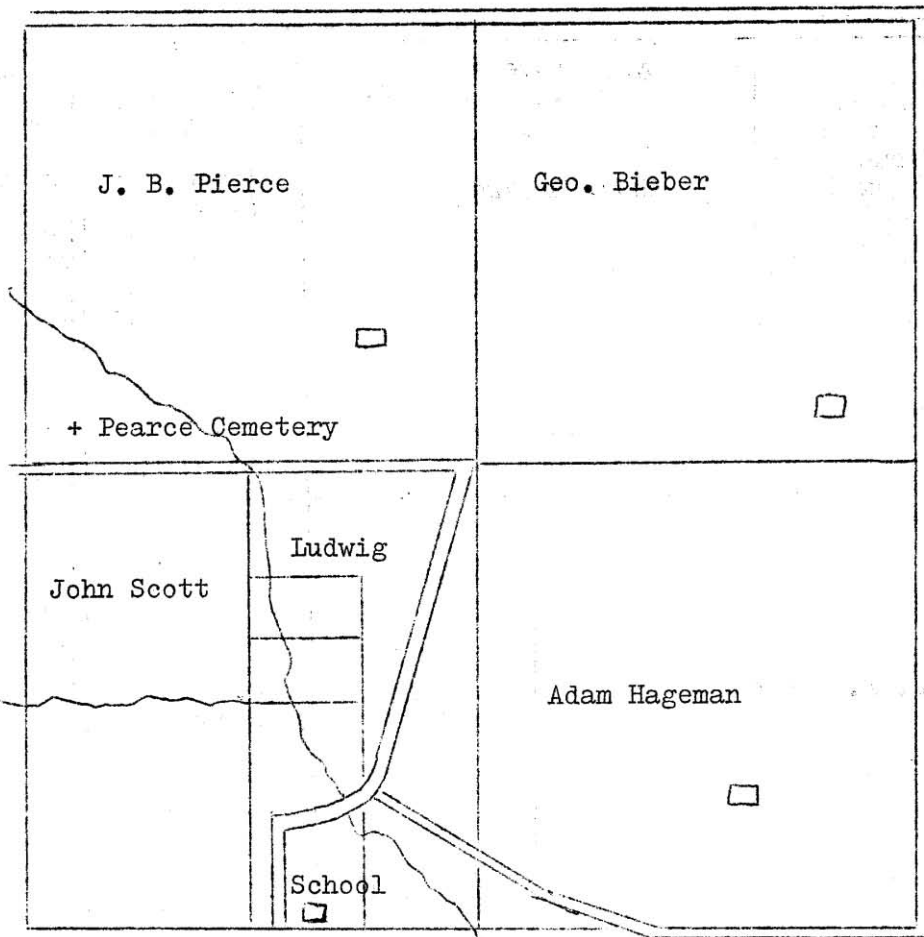 J. B. Pierce
Geo. Bieber
+ Pearce Cemetery
Ludwig
John Scott
Adam Hageman
School